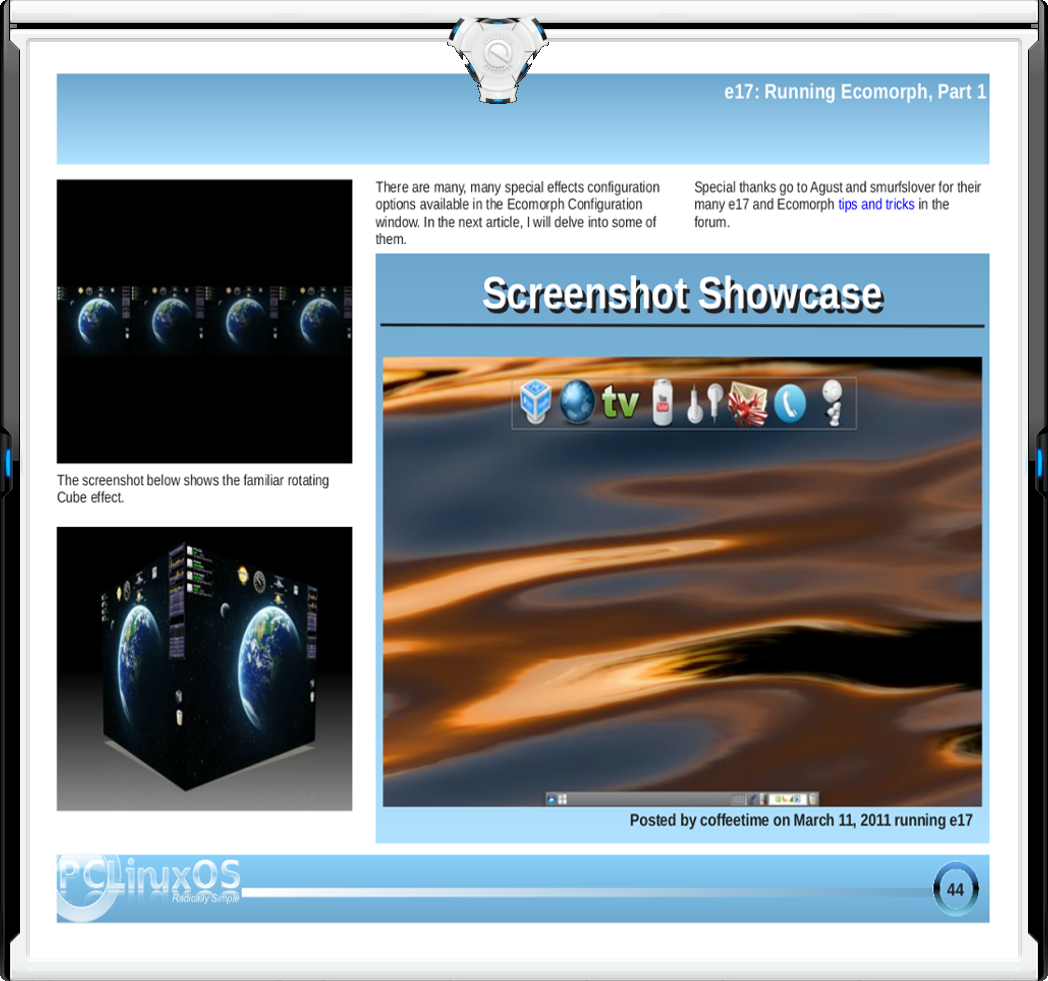 e17: Running Ecomorph, Part 1
There are many, many special effects configuration
options available in the Ecomorph Configuration
window. In the next article, I will delve into some of
them.
Special thanks go to Agust and smurfslover for their
many e17 and Ecomorph tips and tricks in the
forum.
The screenshot below shows the familiar rotating
Cube effect.
Screenshot Showcase
tv
You
Tube
Posted by coffeetime on March 11, 2011 running e17
PCLinuxOS
Radically Simple
44